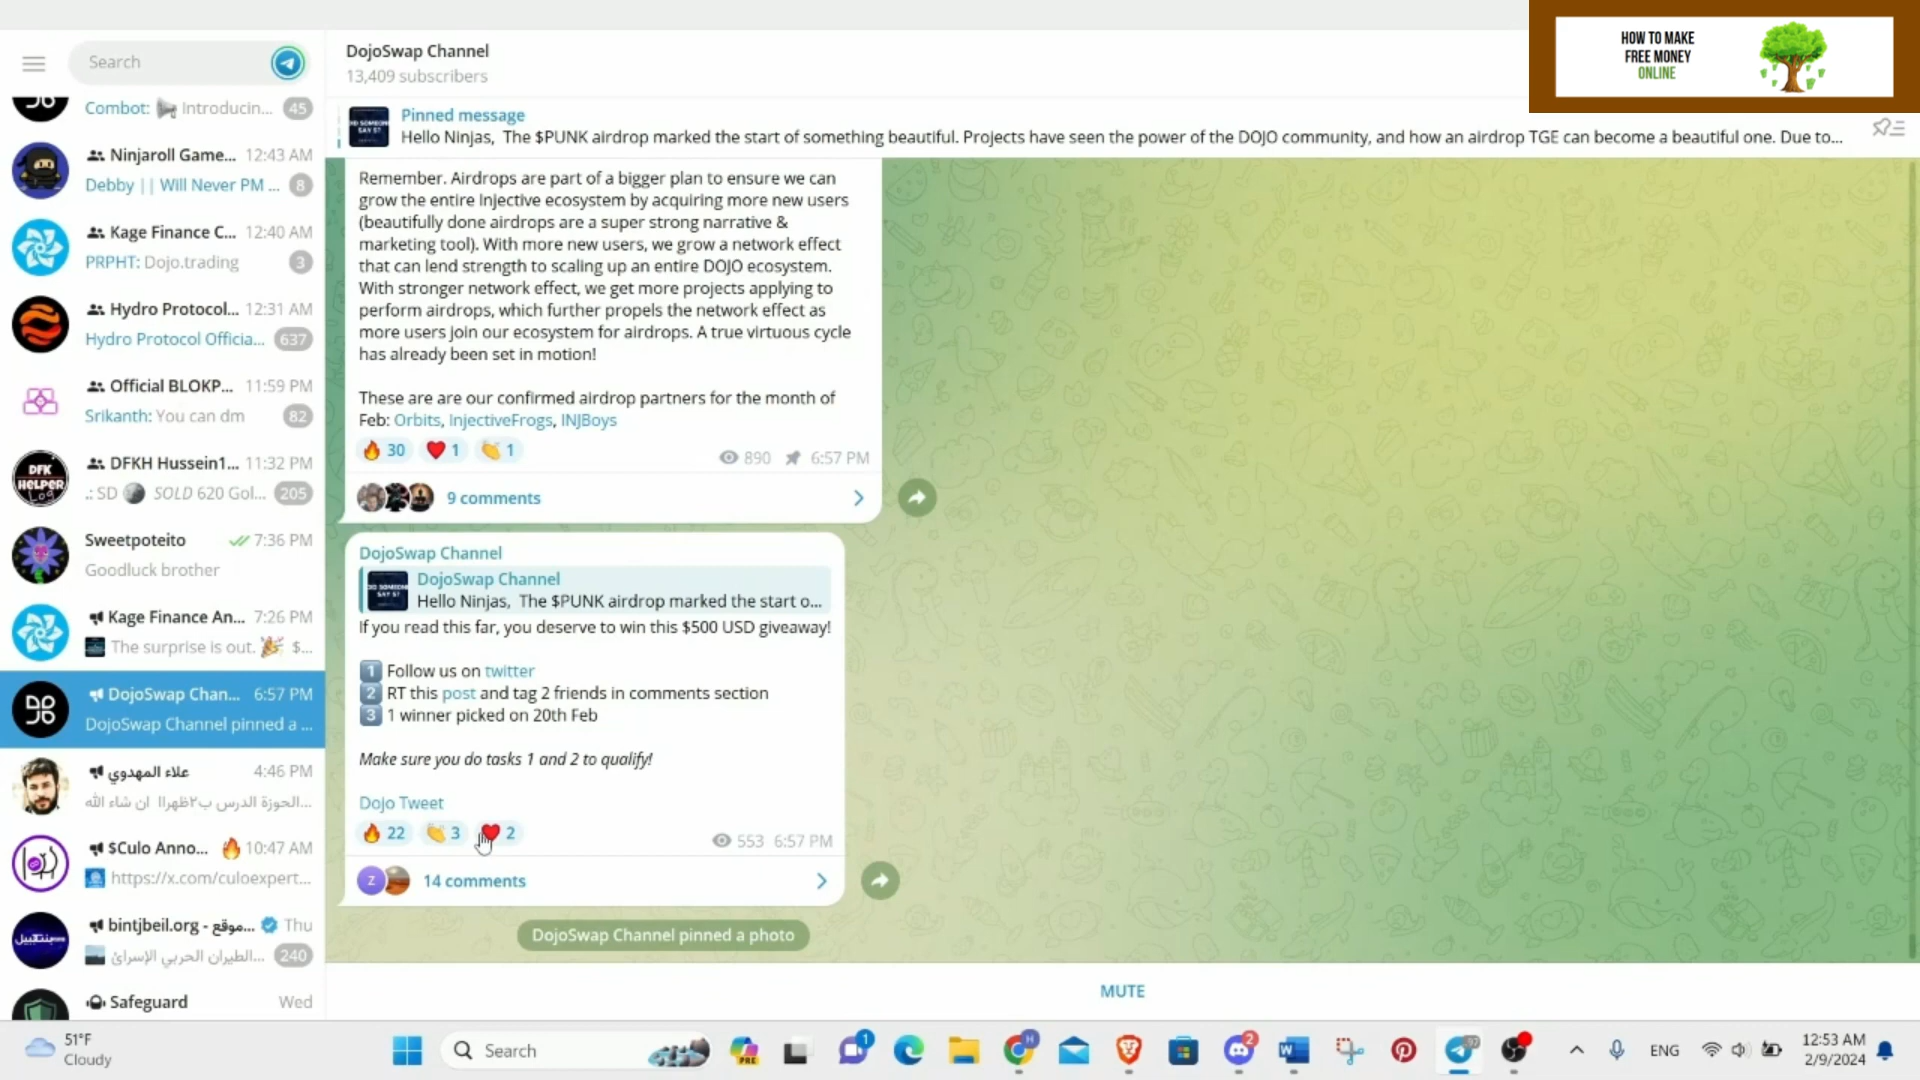 HOW TO MAKE
FREE MONEY
ONLINE
Search
Combot: Introducin... 45
Ninjaroll Game... 12:43 AM
Debby || Will Never PM ... 8
Kage Finance C... 12:40 AM
PRPHT: Dojo.trading 3
Hydro Protocol... 12:31 AM
Hydro Protocol Officia... 637
Official BLOKP... 11:59 PM
Srikanth: You can dm 82
DFK
HELPER
Log
DFKH Hussein1... 11:32 PM
.: SD SOLD 620 Gol... 205
Sweetpoteito 7:36 PM
Goodluck brother
Kage Finance An... 7:26 PM
The surprise is out. 🎉 $...
DojoSwap Chan... 6:57 PM
DojoSwap Channel pinned a ...
علاء المهدوي 4:46 PM
$Culo Anno... 🔥 10:47 AM
https://x.com/culoexpert...
bintjbeil.org - موقع... Thu
الطيران الحربي الإسرائ... 240
Safeguard Wed
DojoSwap Channel
13,409 subscribers
Pinned message
Hello Ninjas, The $PUNK airdrop marked the start of something beautiful. Projects have seen the power of the DOJO community, and how an airdrop TGE can become a beautiful one. Due to...
Remember. Airdrops are part of a bigger plan to ensure we can
grow the entire Injective ecosystem by acquiring more new users
(beautifully done airdrops are a super strong narrative &
marketing tool). With more new users, we grow a network effect
that can lend strength to scaling up an entire DOJO ecosystem.
With stronger network effect, we get more projects applying to
perform airdrops, which further propels the network effect as
more users join our ecosystem for airdrops. A true virtuous cycle
has already been set in motion!
These are are our confirmed airdrop partners for the month of
Feb: Orbits, InjectiveFrogs, INJBoys
🔥 30 ❤️ 1 👏 1 890 6:57 PM
9 comments
DojoSwap Channel
DojoSwap Channel
Hello Ninjas, The $PUNK airdrop marked the start o...
If you read this far, you deserve to win this $500 USD giveaway!
1 Follow us on twitter
2 RT this post and tag 2 friends in comments section
3 1 winner picked on 20th Feb
Make sure you do tasks 1 and 2 to qualify!
Dojo Tweet
🔥 22 👏 3 ❤️ 2 553 6:57 PM
Z 14 comments
DojoSwap Channel pinned a photo
MUTE
51°F
Cloudy
Search
ENG
12:53 AM
2/9/2024